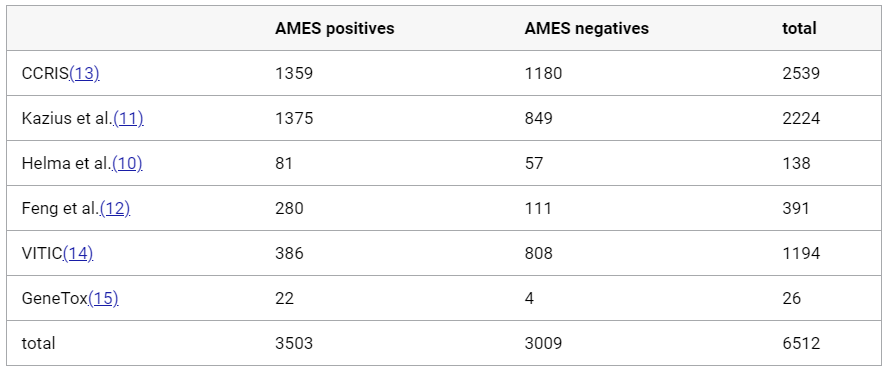 AMES positives AMES negatives total
CCRIS(13) 1359 1180 2539
Kazius et al.(11) 1375 849 2224
Helma et al.(10) 81 57 138
Feng et al.(12) 280 111 391
VITIC(14) 386 808 1194
GeneTox(15) 22 4 26
total 3503 3009 6512